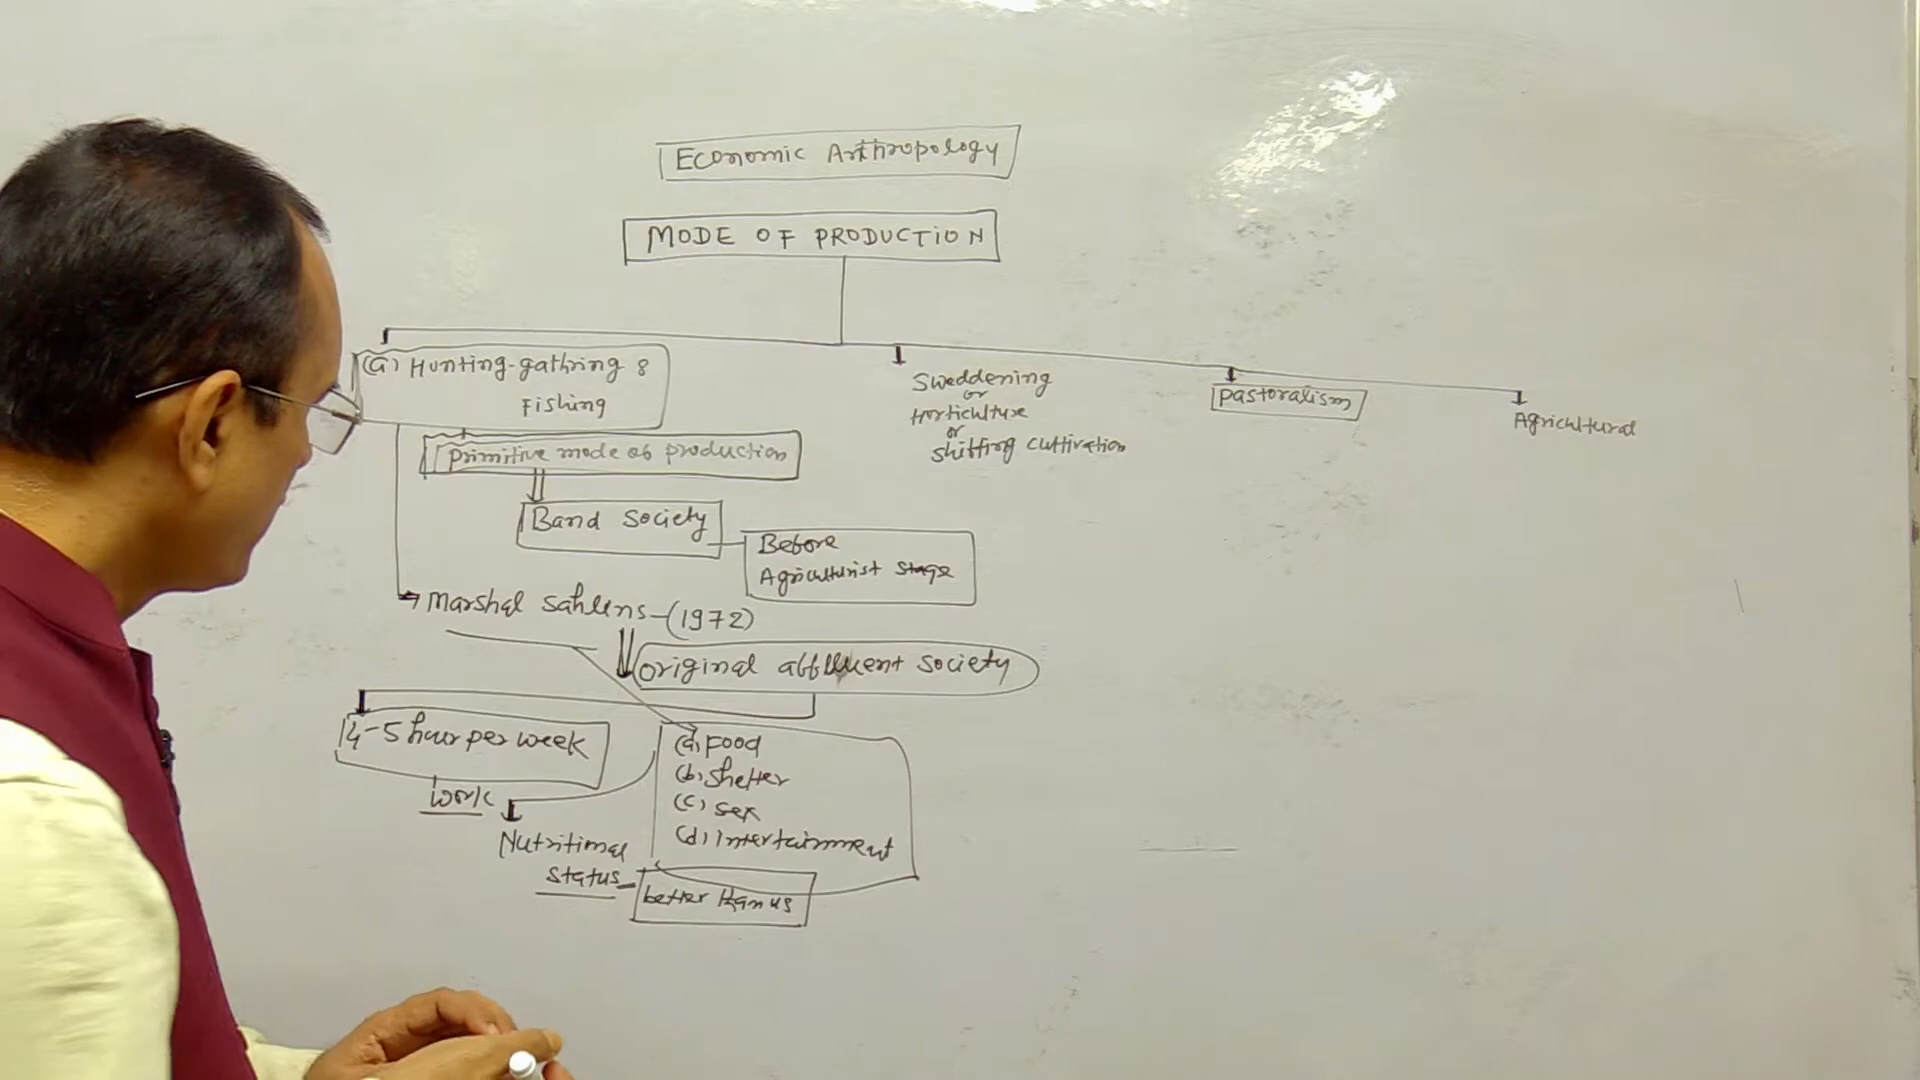 Economic Anthropology
MODE OF PRODUCTION
(a) Hunting-gathring &
Fishing
Sweddening
or
Horticulture
or
shifting cultivation
pastoralism
Agricultural
primitive mode of production
Band society
Before
Agriculturist stage
marshal sahlins-(1972)
original affluent society
4-5 hour per week
work
(a) Food
(b) shelter
(c) sex
(d) Intertainment
Nutritional
status
better than us